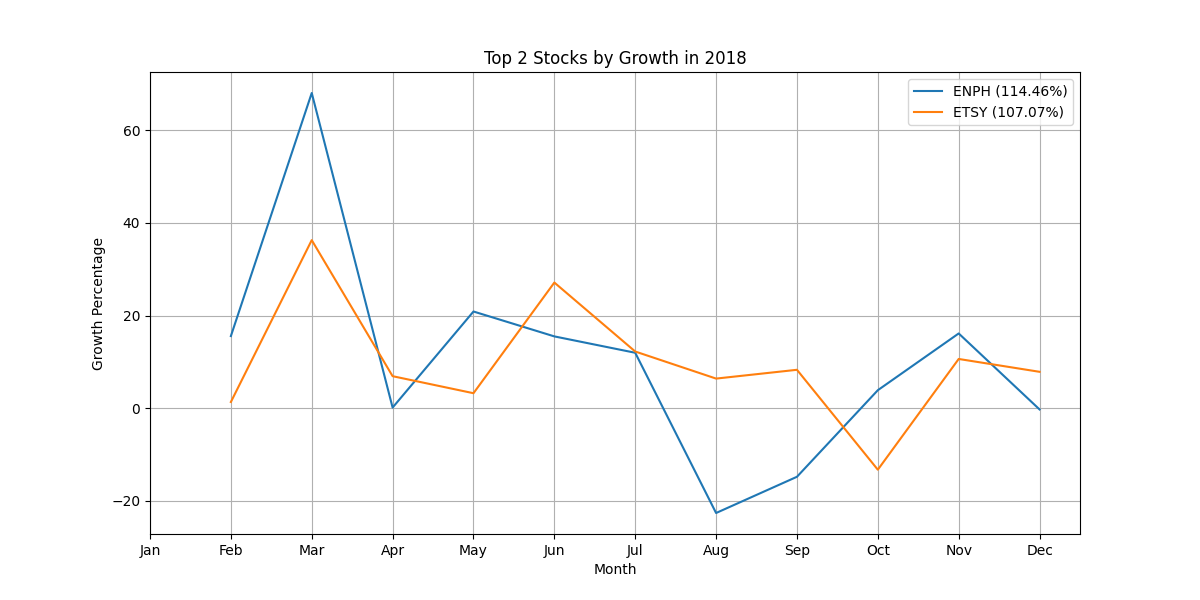 Top 2 Stocks by Growth in 2018
ENPH (114.46%)
ETSY (107.07%)
Growth Percentage
60
40
20
0
−20
Jan Feb Mar Apr May Jun Jul Aug Sep Oct Nov Dec
Month